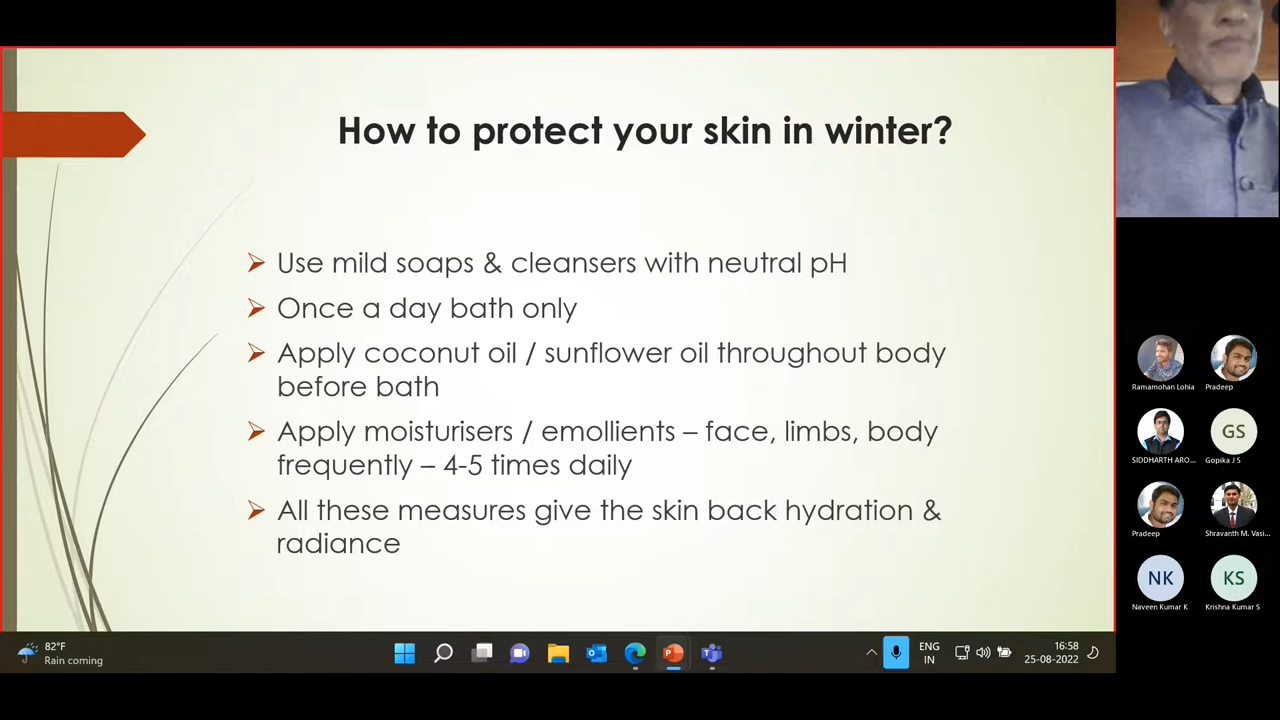 How to protect your skin in winter?
Use mild soaps & cleansers with neutral pH
Once a day bath only
Apply coconut oil / sunflower oil throughout body
before bath
Apply moisturisers / emollients – face, limbs, body
frequently – 4-5 times daily
All these measures give the skin back hydration &
radiance
Ramamohan Lohia
Pradeep
SIDDHARTH ARO...
GS
Gopika J S
Pradeep
Shravanth M. Vasi...
NK
Naveen Kumar K
KS
Krishna Kumar S
82°F
Rain coming
ENG
IN
16:58
25-08-2022